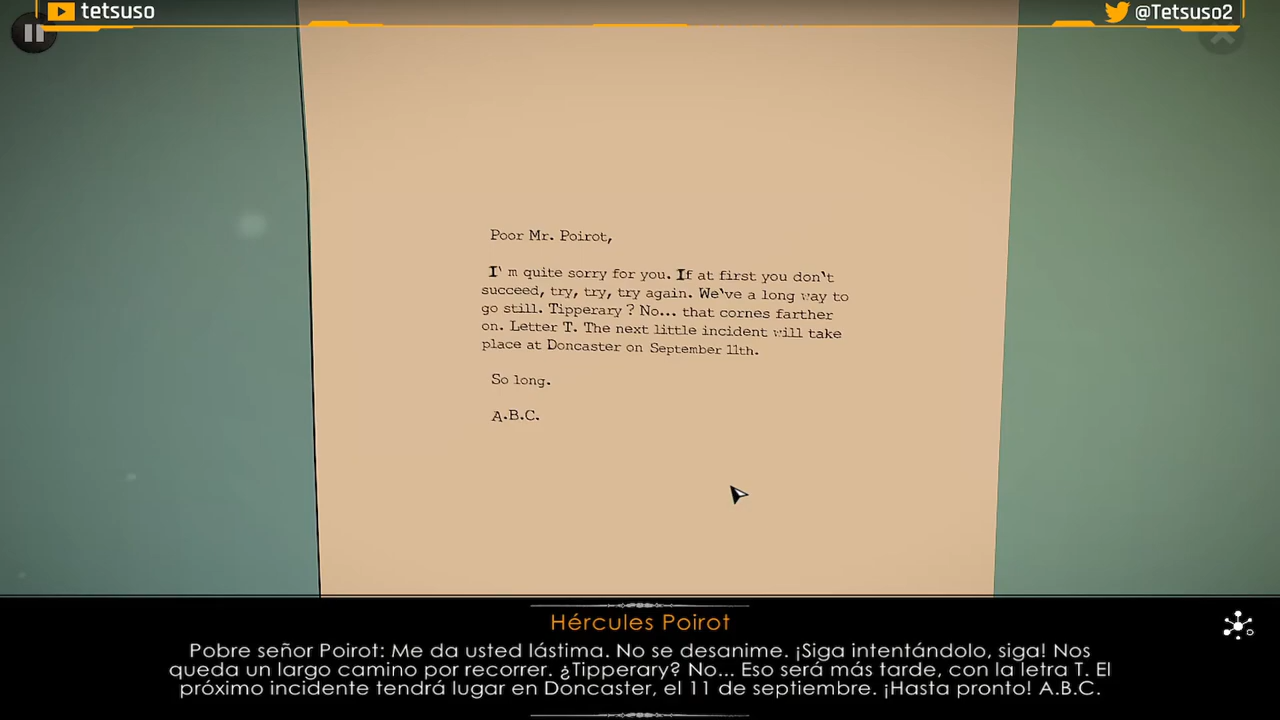 tetsuso
@Tetsuso2
Poor Mr. Poirot,
I'm quite sorry for you. If at first you don't
succeed, try, try, try again. We've a long way to
go still. Tipperary ? No... that cornes farther
on. Letter T. The next little incident will take
place at Doncaster on September 11th.
So long.
A.B.C.
Hércules Poirot
Pobre señor Poirot: Me da usted lástima. No se desanime. ¡Siga intentándolo, siga! Nos
queda un largo camino por recorrer. ¿Tipperary? No... Eso será más tarde, con la letra T. El
próximo incidente tendrá lugar en Doncaster, el 11 de septiembre. ¡Hasta pronto! A.B.C.